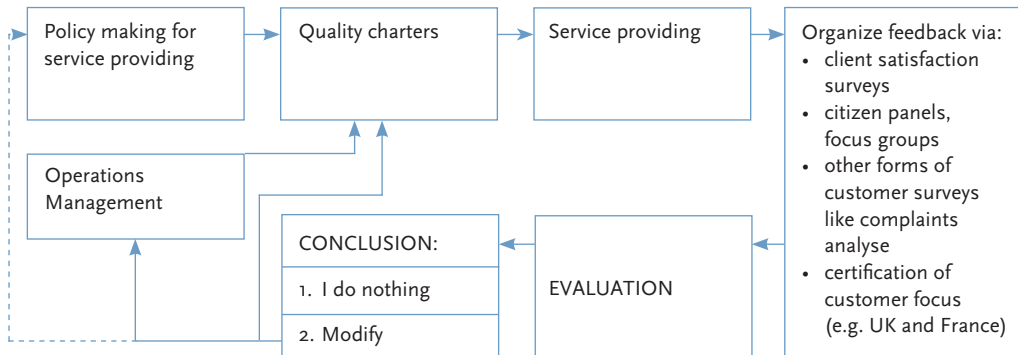 Policy making for
service providing
Quality charters
Service providing
Organize feedback via:
• client satisfaction
surveys
• citizen panels,
focus groups
• other forms of
customer surveys
like complaints
analyse
• certification of
customer focus
(e.g. UK and France)
Operations
Management
CONCLUSION:
1. I do nothing
2. Modify
EVALUATION